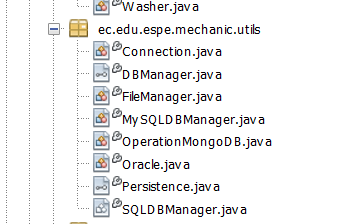 Washer.java
ec.edu.espe.mechanic.utils
Connection.java
DBManager.java
FileManager.java
MySQLDBManager.java
OperationMongoDB.java
Oracle.java
Persistence.java
SQLDBManager.java